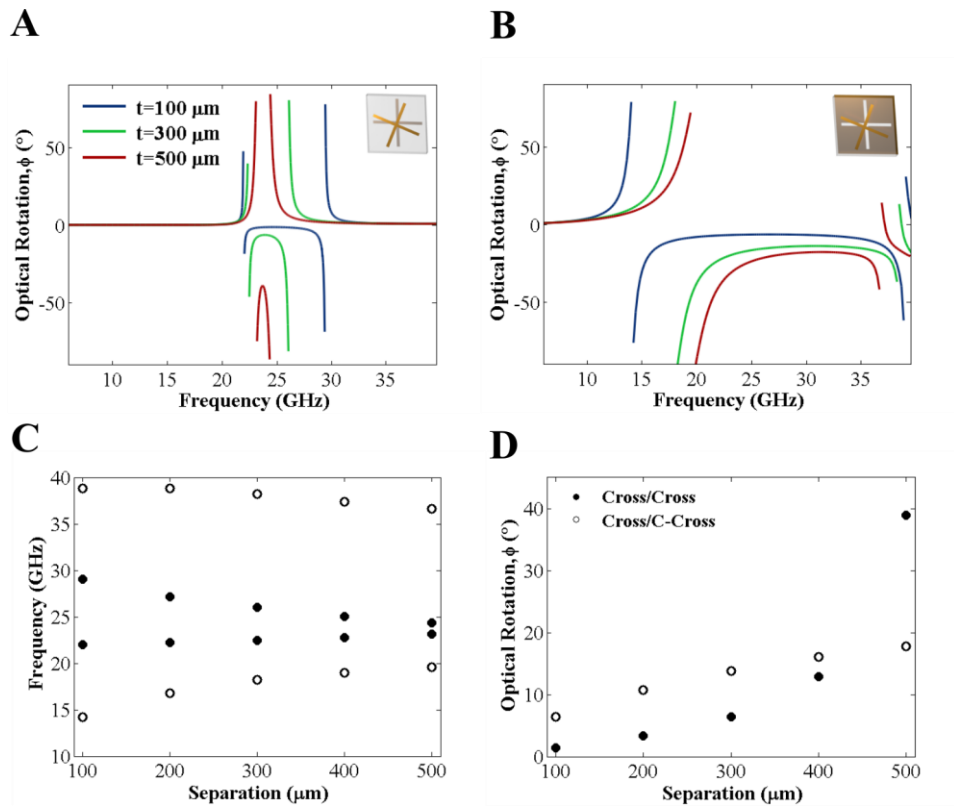 A
B
t=100 μm
t=300 μm
t=500 μm
Optical Rotation,ϕ (°)
50
0
-50
10
15
20
25
30
35
Frequency (GHz)
Optical Rotation,ϕ (°)
50
0
-50
10
15
20
25
30
35
Frequency (GHz)
C
D
Frequency (GHz)
40
35
30
25
20
15
10
100
200
300
400
500
Separation (μm)
Cross/Cross
Cross/C-Cross
Optical Rotation,ϕ (°)
40
30
20
10
0
100
200
300
400
500
Separation (μm)